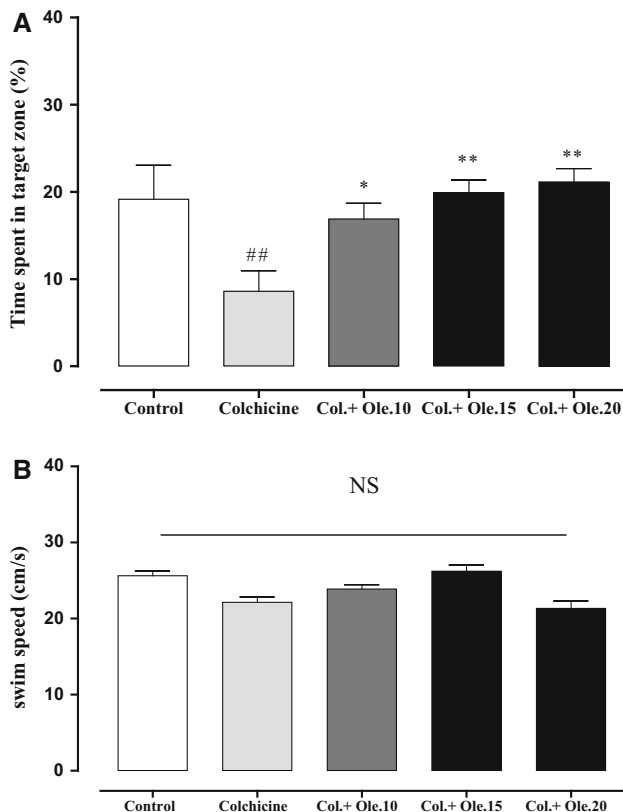 A
Time spent in target zone (%)
40
30
20
10
0
##
*
**
**
Control Colchicine Col.+ Ole.10 Col.+ Ole.15 Col.+ Ole.20
B
swim speed (cm/s)
40
30
20
10
0
NS
Control Colchicine Col.+ Ole.10 Col.+ Ole.15 Col.+ Ole.20